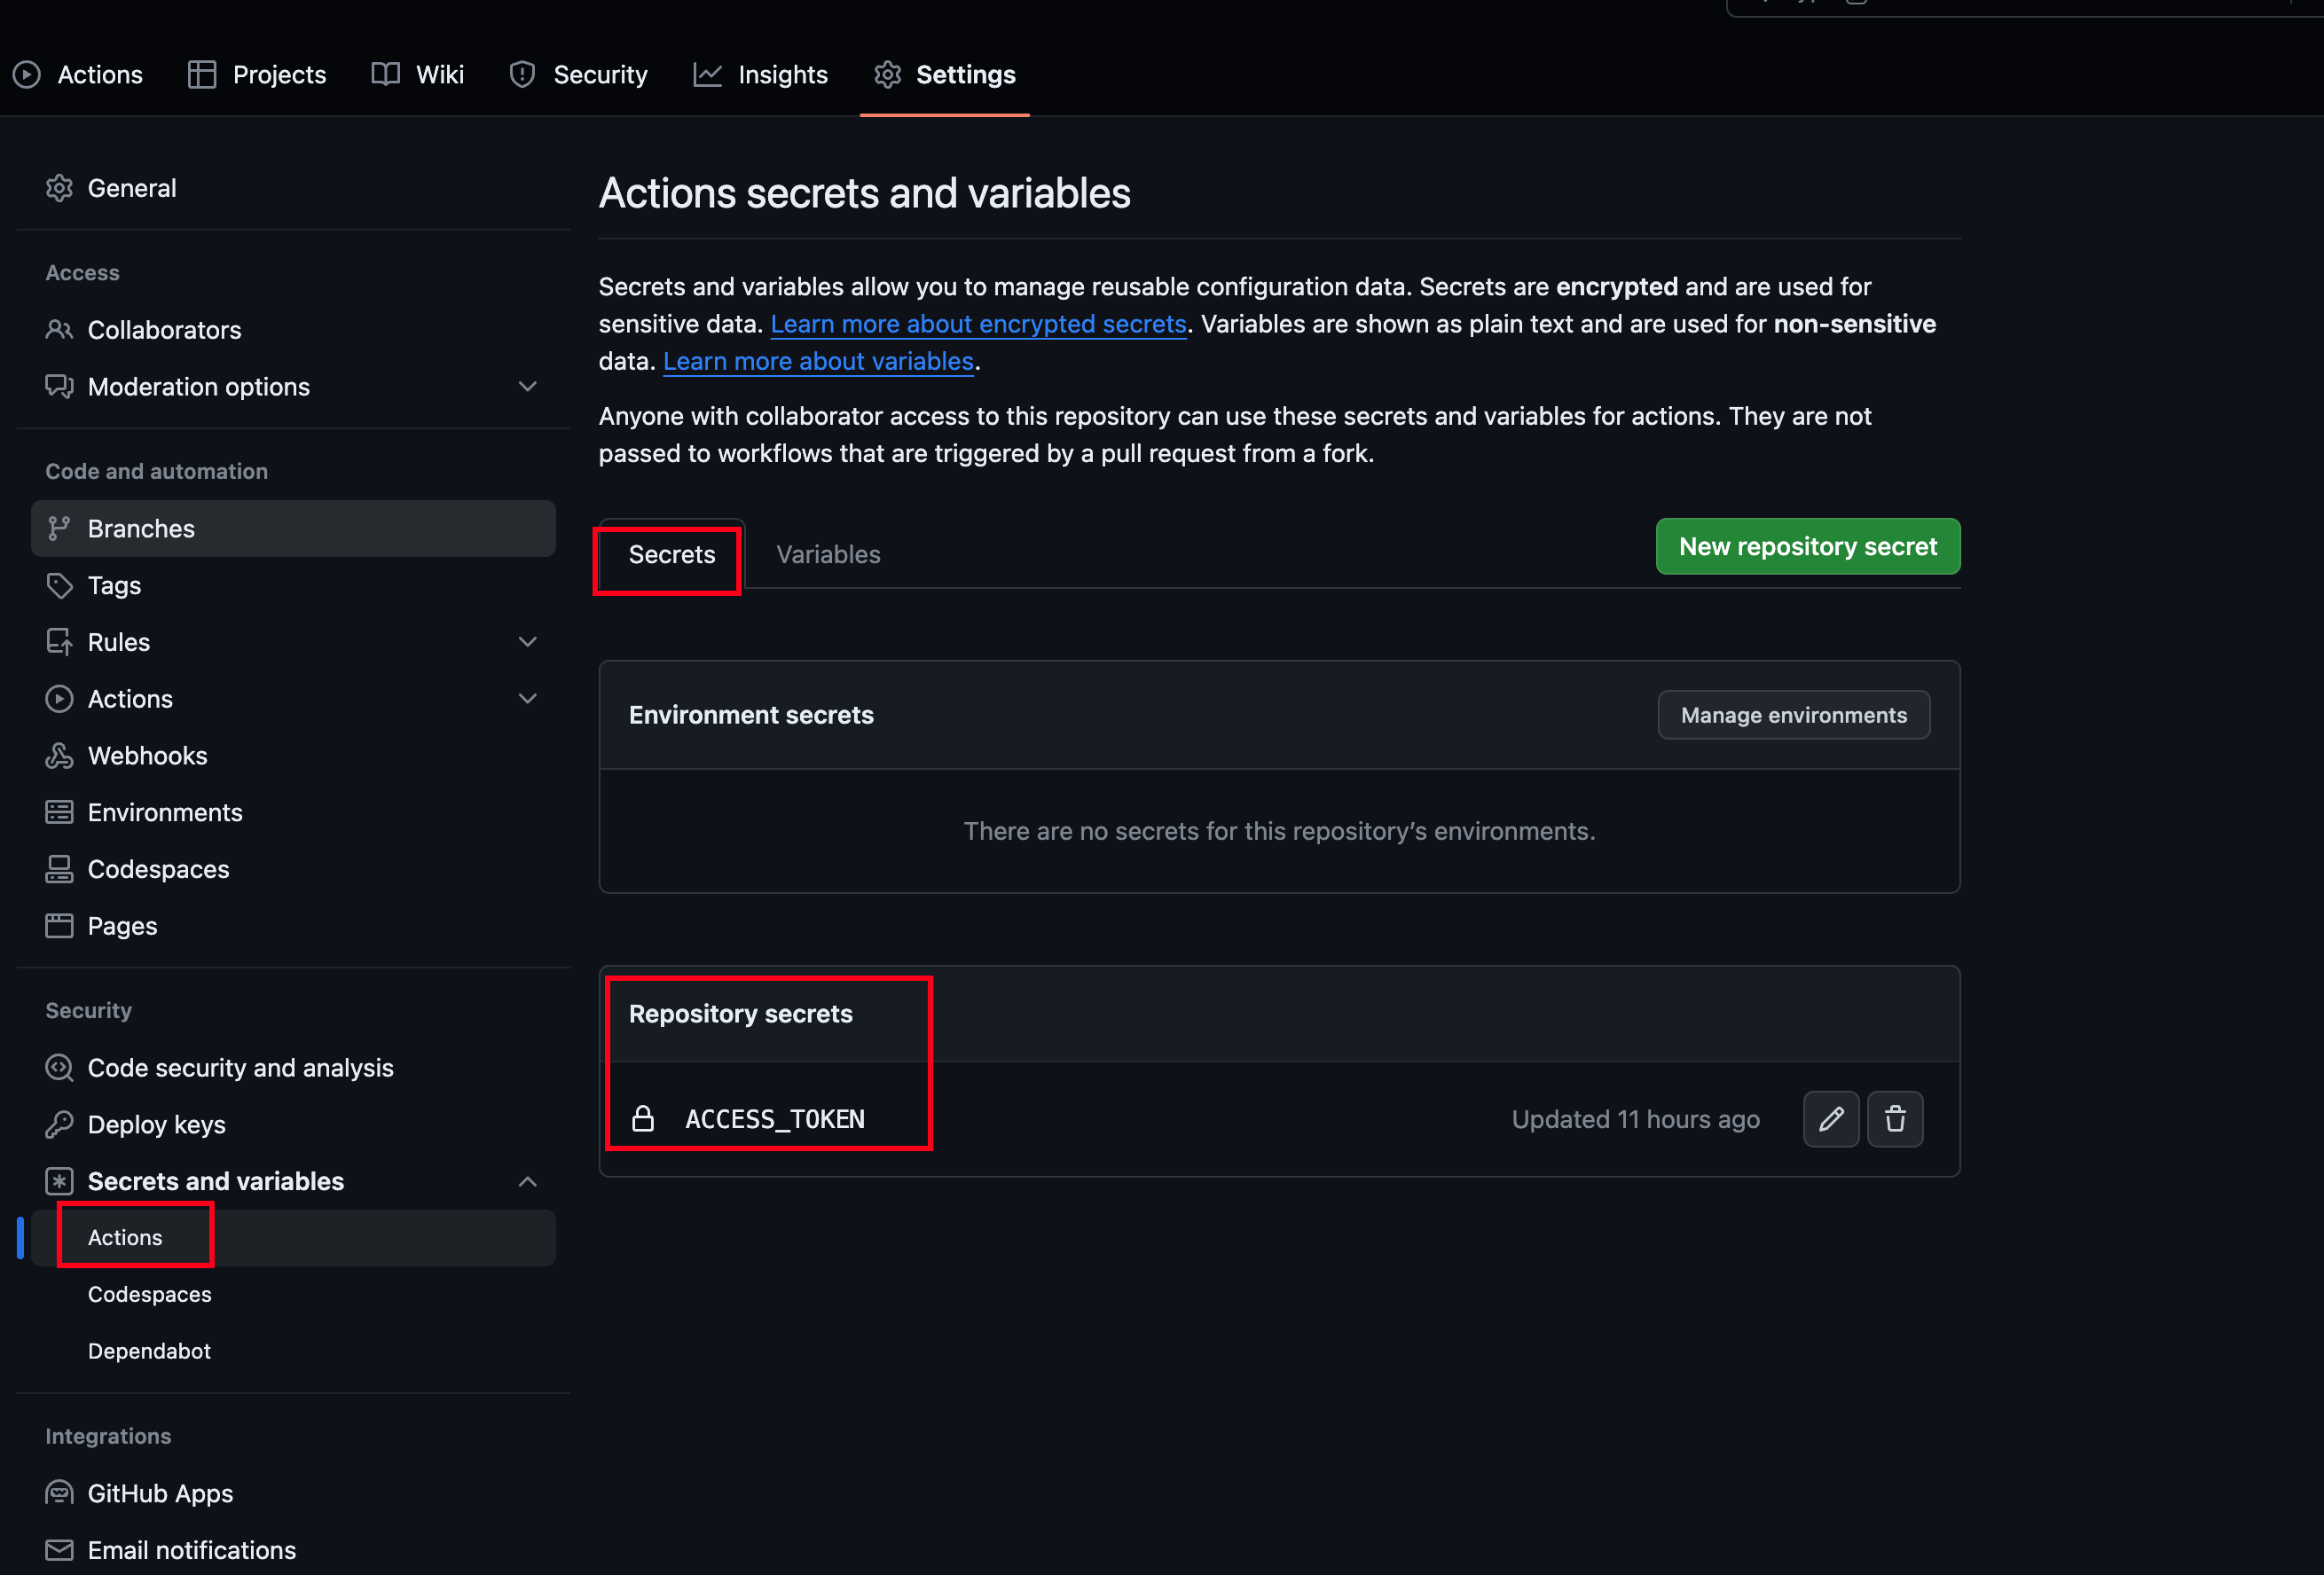 Actions Projects Wiki Security Insights Settings
General
Access
Collaborators
Moderation options
Code and automation
Branches
Tags
Rules
Actions
Webhooks
Environments
Codespaces
Pages
Security
Code security and analysis
Deploy keys
Secrets and variables
Actions
Codespaces
Dependabot
Integrations
GitHub Apps
Email notifications
Actions secrets and variables
Secrets and variables allow you to manage reusable configuration data. Secrets are encrypted and are used for
sensitive data. Learn more about encrypted secrets. Variables are shown as plain text and are used for non-sensitive
data. Learn more about variables.
Anyone with collaborator access to this repository can use these secrets and variables for actions. They are not
passed to workflows that are triggered by a pull request from a fork.
Secrets Variables New repository secret
Environment secrets Manage environments
There are no secrets for this repository’s environments.
Repository secrets
ACCESS_TOKEN Updated 11 hours ago